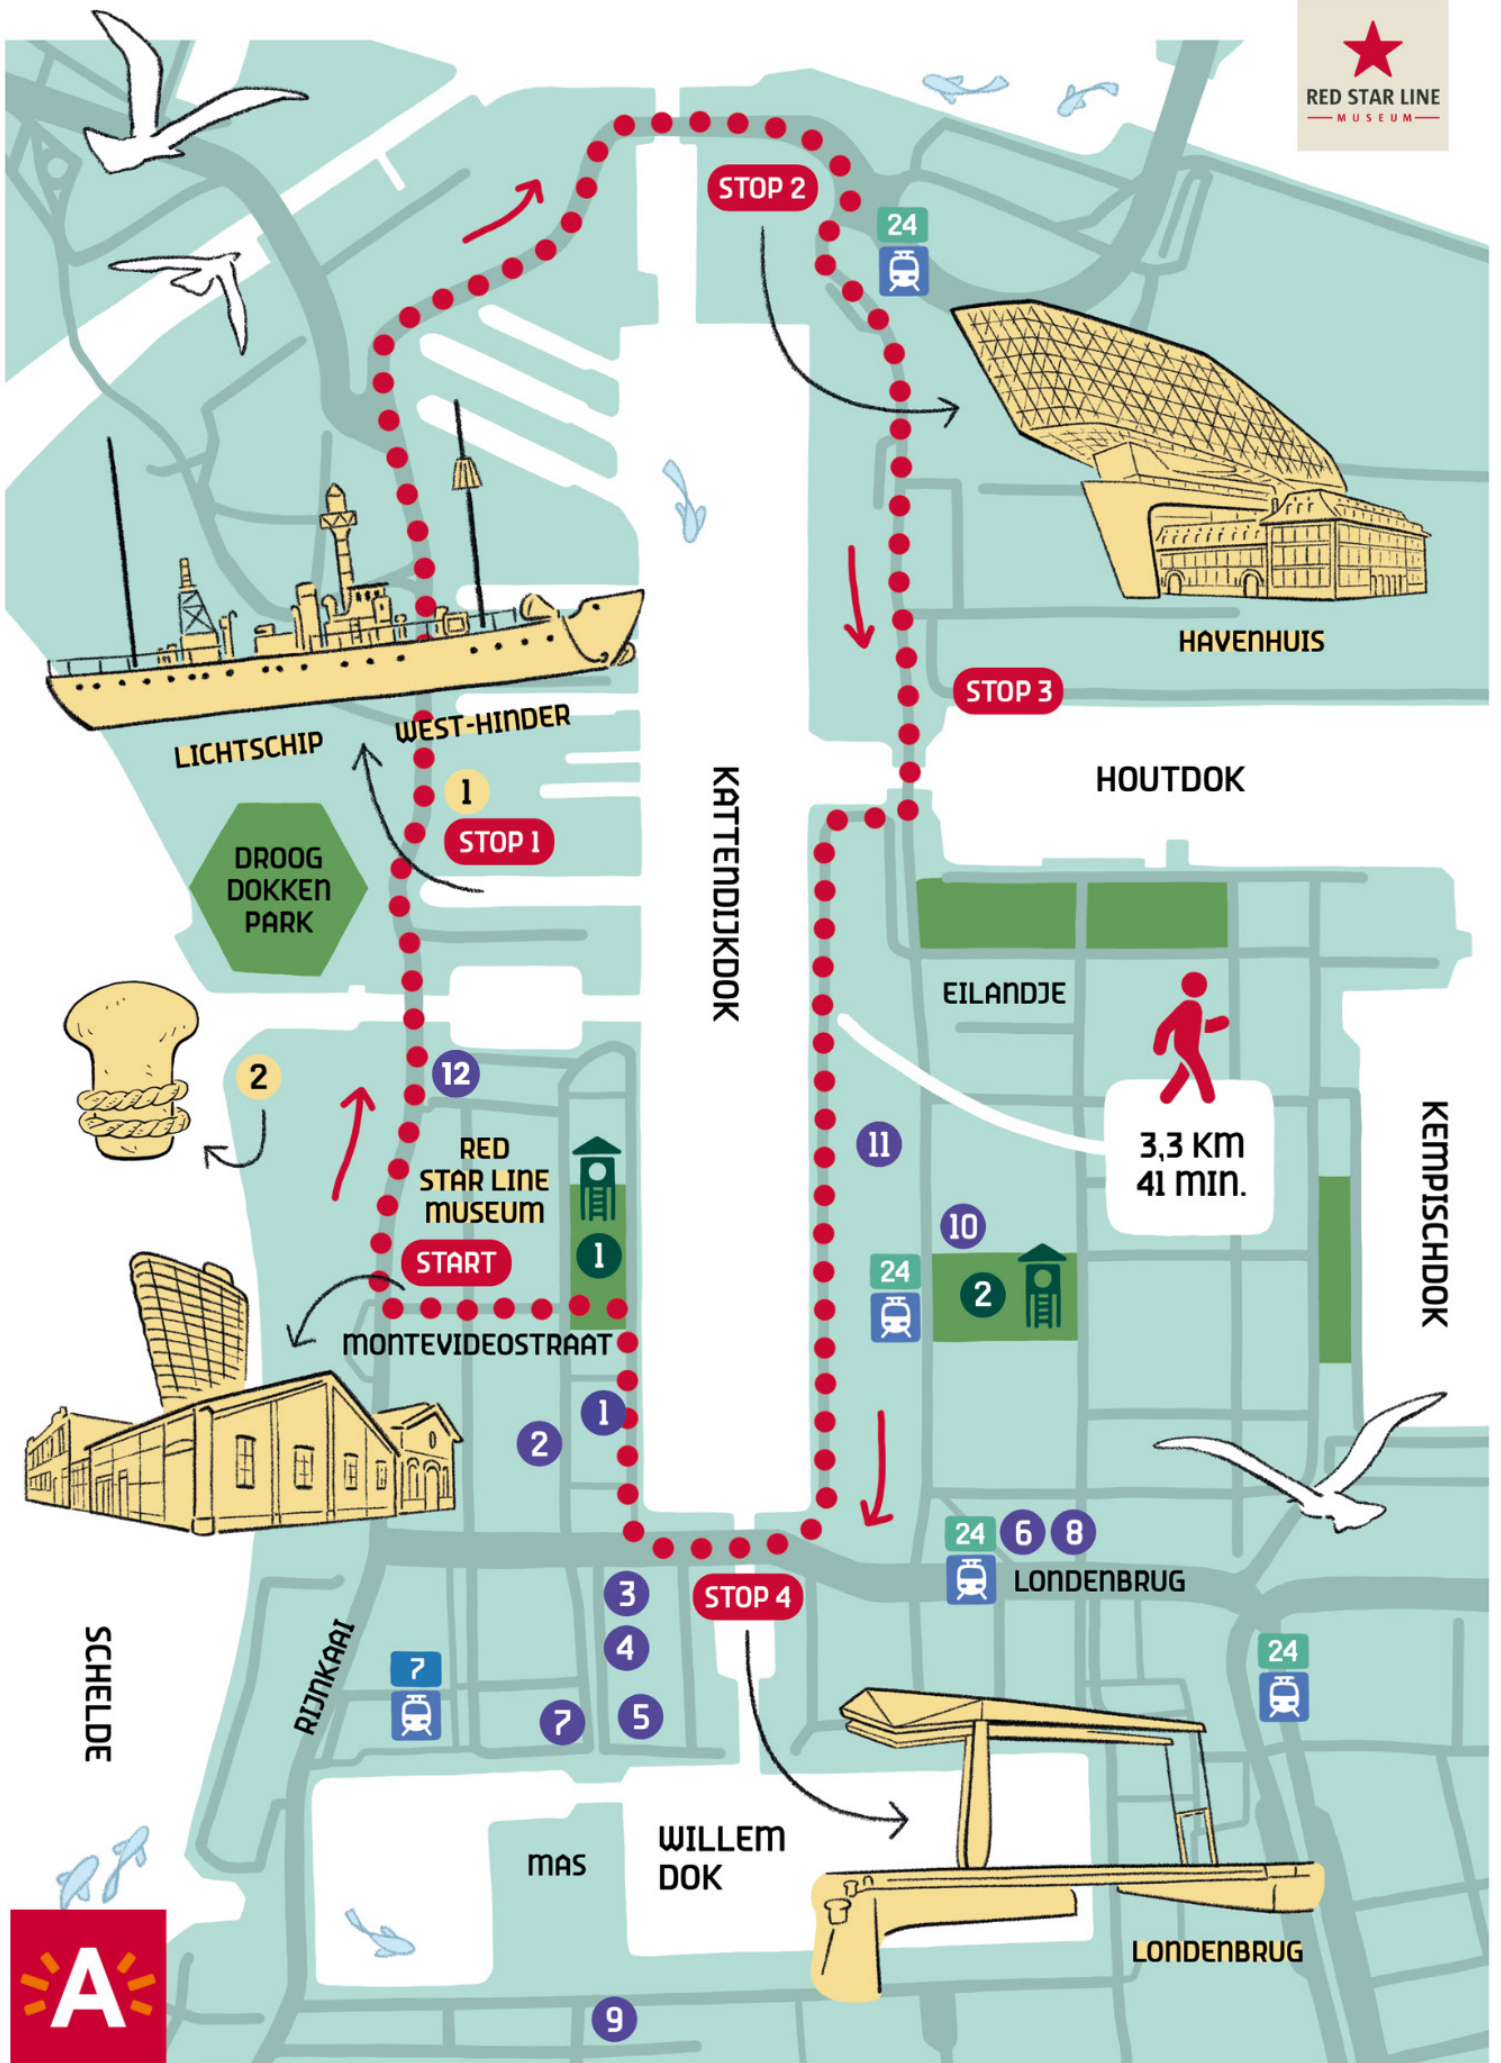 RED STAR LINE
MUSEUM
STOP 2
24
HAVENHUIS
STOP 3
LICHTSCHIP
WEST-HINDER
1
STOP 1
HOUTDOK
KATTENDIJKDOK
DROOG
DOKKEN
PARK
EILANDJE
2
12
3,3 KM
41 MIN.
KEMPISCHDOK
RED
STAR LINE
MUSEUM
11
10
START
1
24
2
MONTEVIDEOSTRAAT
1
2
24
6
8
LONDENBRUG
STOP 4
3
4
5
7
7
24
SCHELDE
RIJNKAAI
MAS
WILLEM
DOK
LONDENBRUG
A
9